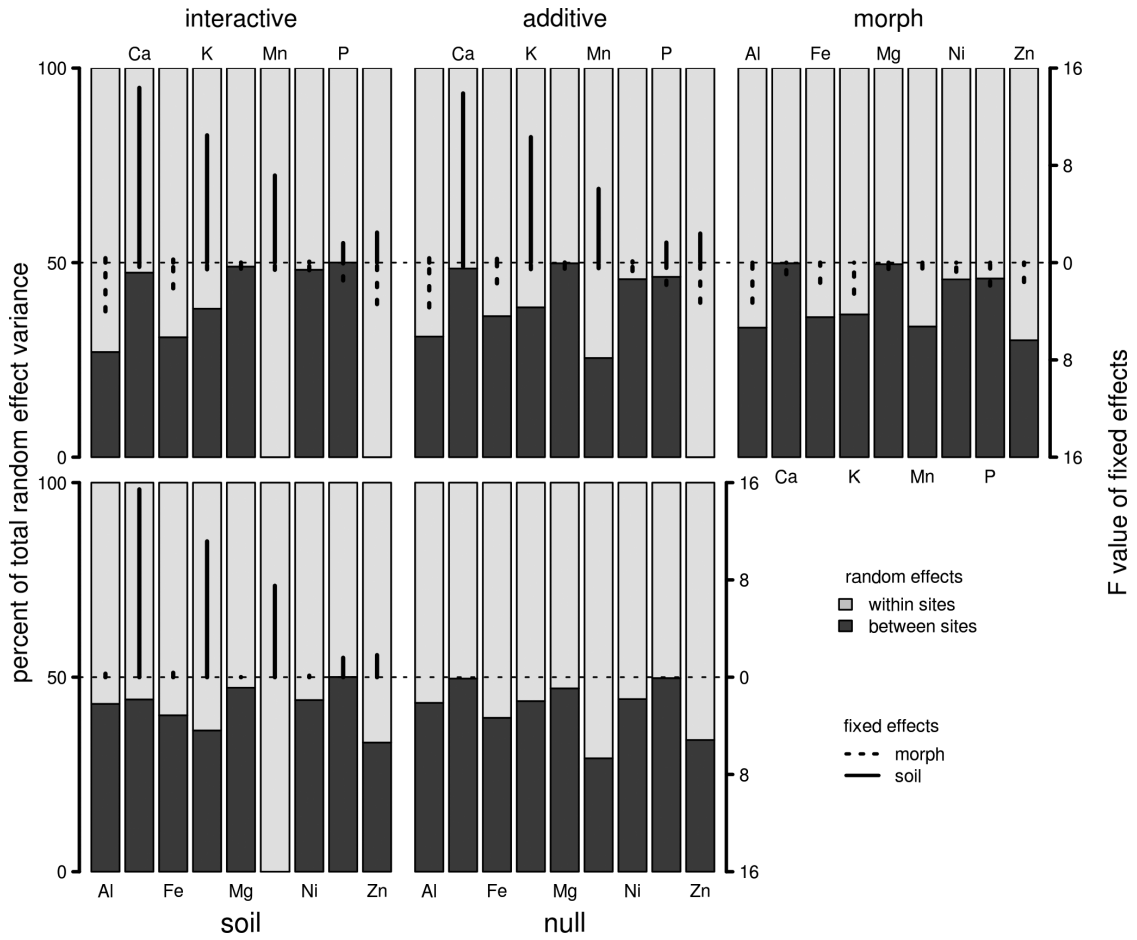 interactive additive morph
Ca K Mn P Ca K Mn P Al Fe Mg Ni Zn
100 16
8
50 0
8
0 16
Ca K Mn P
100 16
8
50 0
8
0 16
Al Fe Mg Ni Zn Al Fe Mg Ni Zn
soil null
percent of total random effect variance
F value of fixed effects
random effects
within sites
between sites
fixed effects
morph
soil